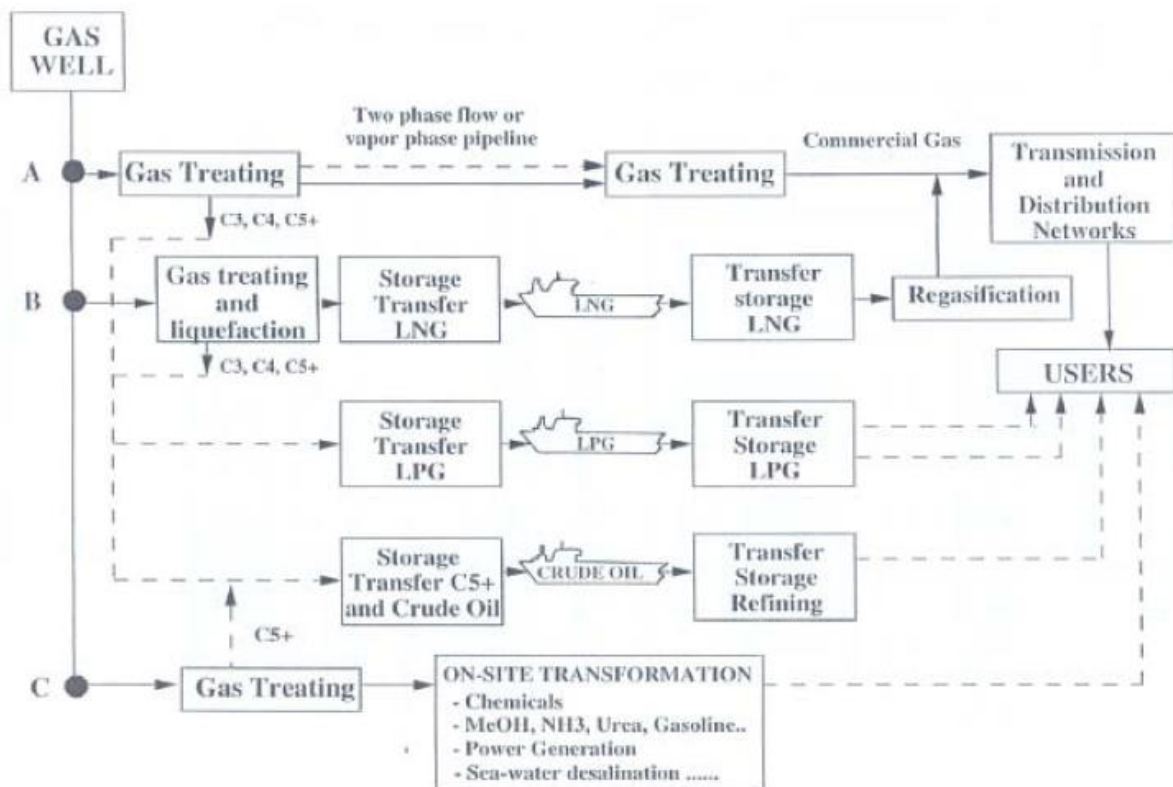 GAS
WELL
Two phase flow or
vapor phase pipeline
Commercial Gas
A
Gas Treating
Gas Treating
Transmission
and
Distribution
Networks
C3, C4, C5+
B
Gas treating
and
liquefaction
Storage
Transfer
LNG
LNG
Transfer
storage
LNG
Regasification
C3, C4, C5+
USERS
Storage
Transfer
LPG
LPG
Transfer
Storage
LPG
Storage
Transfer C5+
and Crude Oil
CRUDE OIL
Transfer
Storage
Refining
C5+
C
Gas Treating
ON-SITE TRANSFORMATION
- Chemicals
- MeOH, NH3, Urea, Gasoline..
- Power Generation
- Sea-water desalination ......